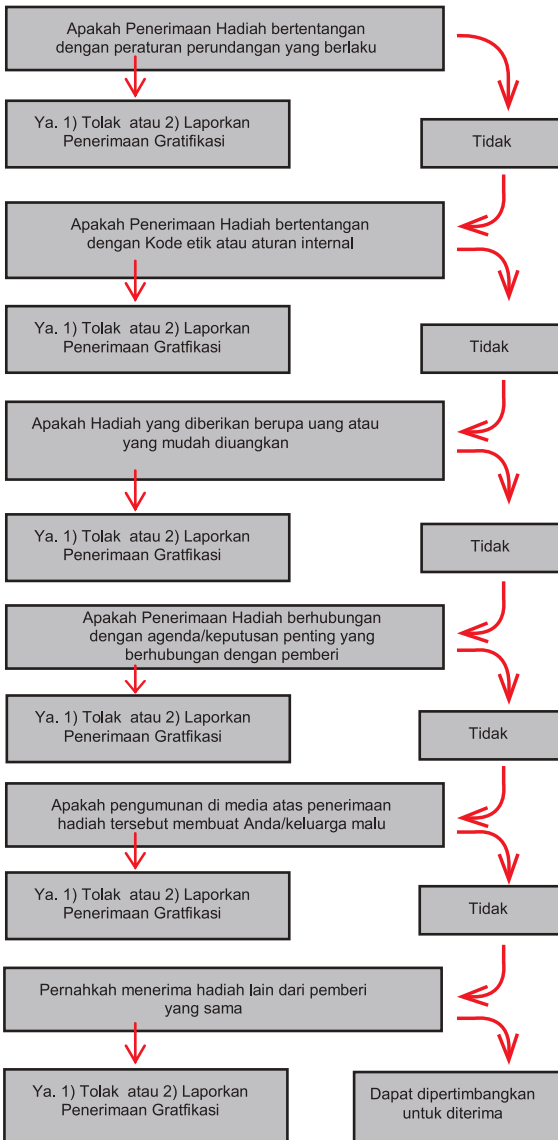 Apakah Penerimaan Hadiah bertentangan
dengan peraturan perundangan yang berlaku
Ya. 1) Tolak atau 2) Laporkan
Penerimaan Gratifikasi
Tidak
Apakah Penerimaan Hadiah bertentangan
dengan Kode etik atau aturan internal
Ya. 1) Tolak atau 2) Laporkan
Penerimaan Gratfikasi
Tidak
Apakah Hadiah yang diberikan berupa uang atau
yang mudah diuangkan
Ya. 1) Tolak atau 2) Laporkan
Penerimaan Gratfikasi
Tidak
Apakah Penerimaan Hadiah berhubungan
dengan agenda/keputusan penting yang
berhubungan dengan pemberi
Ya. 1) Tolak atau 2) Laporkan
Penerimaan Gratfikasi
Tidak
Apakah pengumunan di media atas penerimaan
hadiah tersebut membuat Anda/keluarga malu
Ya. 1) Tolak atau 2) Laporkan
Penerimaan Gratfikasi
Tidak
Pernahkah menerima hadiah lain dari pemberi
yang sama
Ya. 1) Tolak atau 2) Laporkan
Penerimaan Gratfikasi
Dapat dipertimbangkan
untuk diterima